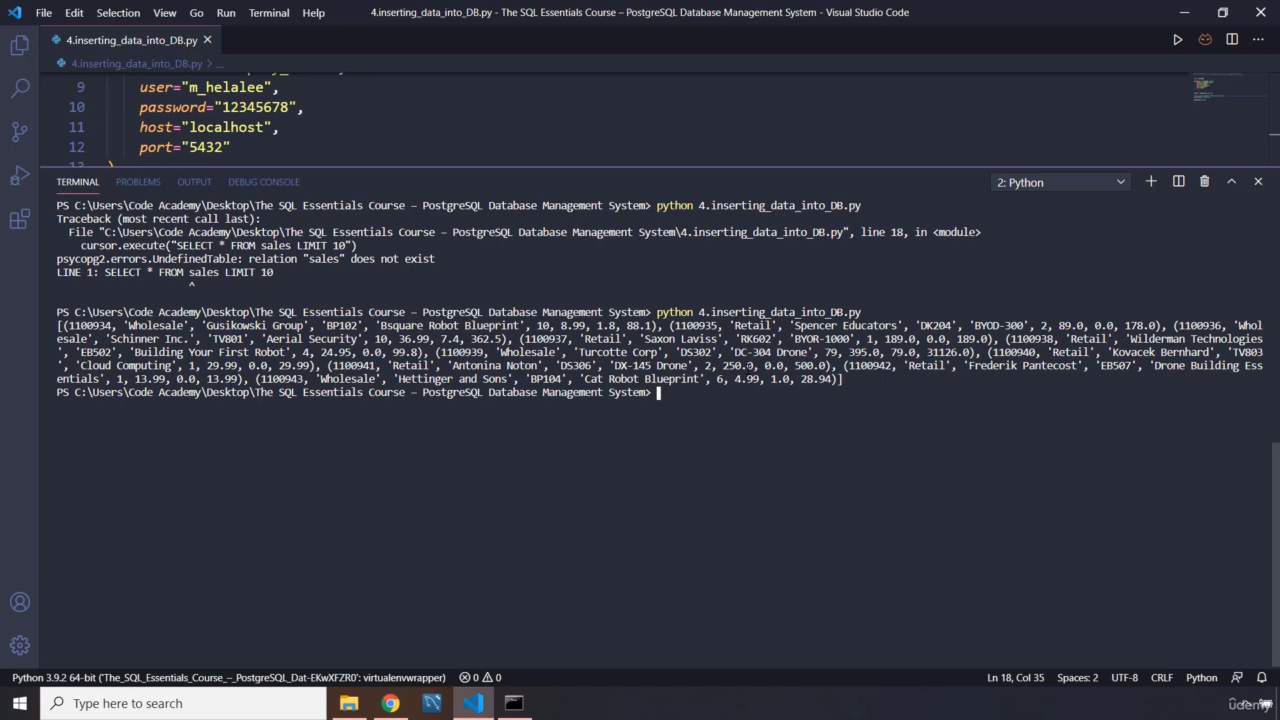 File Edit Selection View Go Run Terminal Help 4.inserting_data_into_DB.py - The SQL Essentials Course – PostgreSQL Database Management System - Visual Studio Code
4.inserting_data_into_DB.py
4.inserting_data_into_DB.py > ...
9 user="m_helalee",
10 password="12345678",
11 host="localhost",
12 port="5432"
13 )
TERMINAL PROBLEMS OUTPUT DEBUG CONSOLE 2: Python
PS C:\Users\Code Academy\Desktop\The SQL Essentials Course – PostgreSQL Database Management System> python 4.inserting_data_into_DB.py
Traceback (most recent call last):
File "C:\Users\Code Academy\Desktop\The SQL Essentials Course – PostgreSQL Database Management System\4.inserting_data_into_DB.py", line 18, in <module>
cursor.execute("SELECT * FROM sales LIMIT 10")
psycopg2.errors.UndefinedTable: relation "sales" does not exist
LINE 1: SELECT * FROM sales LIMIT 10
^
PS C:\Users\Code Academy\Desktop\The SQL Essentials Course – PostgreSQL Database Management System> python 4.inserting_data_into_DB.py
[(1100934, 'Wholesale', 'Gusikowski Group', 'BP102', 'Bsquare Robot Blueprint', 10, 8.99, 1.8, 88.1), (1100935, 'Retail', 'Spencer Educators', 'DK204', 'BYOD-300', 2, 89.0, 0.0, 178.0), (1100936, 'Whol
esale', 'Schinner Inc.', 'TV801', 'Aerial Security', 10, 36.99, 7.4, 362.5), (1100937, 'Retail', 'Saxon Laviss', 'RK602', 'BYOR-1000', 1, 189.0, 0.0, 189.0), (1100938, 'Retail', 'Wilderman Technologies
', 'EB502', 'Building Your First Robot', 4, 24.95, 0.0, 99.8), (1100939, 'Wholesale', 'Turcotte Corp', 'DS302', 'DC-304 Drone', 79, 395.0, 79.0, 31126.0), (1100940, 'Retail', 'Kovacek Bernhard', 'TV803
', 'Cloud Computing', 1, 29.99, 0.0, 29.99), (1100941, 'Retail', 'Antonina Noton', 'DS306', 'DX-145 Drone', 2, 250.0, 0.0, 500.0), (1100942, 'Retail', 'Frederik Pantecost', 'EB507', 'Drone Building Ess
entials', 1, 13.99, 0.0, 13.99), (1100943, 'Wholesale', 'Hettinger and Sons', 'BP104', 'Cat Robot Blueprint', 6, 4.99, 1.0, 28.94)]
PS C:\Users\Code Academy\Desktop\The SQL Essentials Course – PostgreSQL Database Management System>
Python 3.9.2 64-bit ('The_SQL_Essentials_Course_–_PostgreSQL_Dat-EKwXFZR0': virtualenvwrapper) 0 0 Ln 18, Col 35 Spaces: 2 UTF-8 CRLF Python
Type here to search
udemy